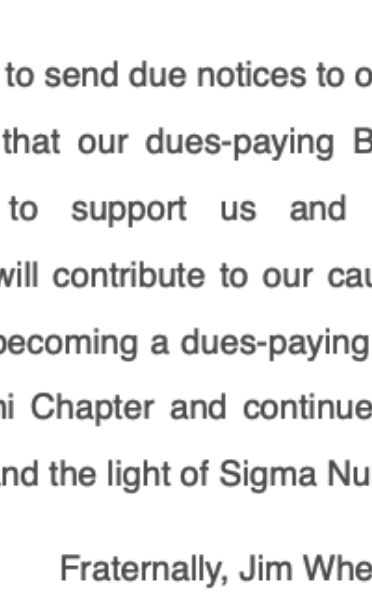 to send due notices to o
that our dues-paying B
to support us and
will contribute to our cau
becoming a dues-paying
ni Chapter and continue
and the light of Sigma Nu
Fraternally, Jim Whe